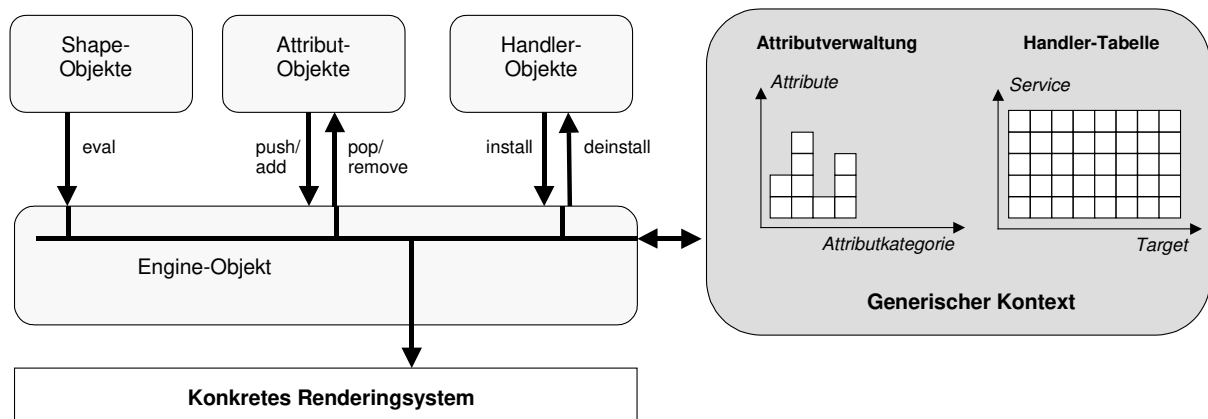 Shape-
Objekte
Attribut-
Objekte
Handler-
Objekte
eval
push/
add
pop/
remove
install
deinstall
Engine-Objekt
Konkretes Renderingsystem
Attributverwaltung
Handler-Tabelle
Attribute
Service
Attributkategorie
Target
Generischer Kontext